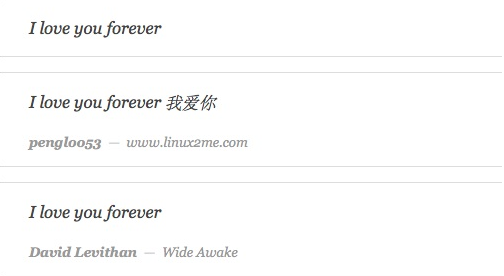 I love you forever
I love you forever 我爱你
pengloo53 — www.linux2me.com
I love you forever
David Levithan — Wide Awake